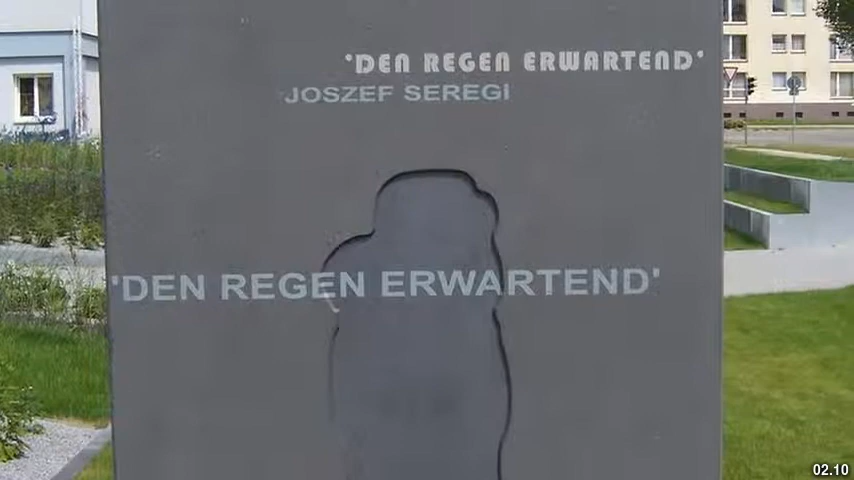 'DEN REGEN ERWARTEND'
JOSZEF SEREGI
'DEN REGEN ERWARTEND'
02.10